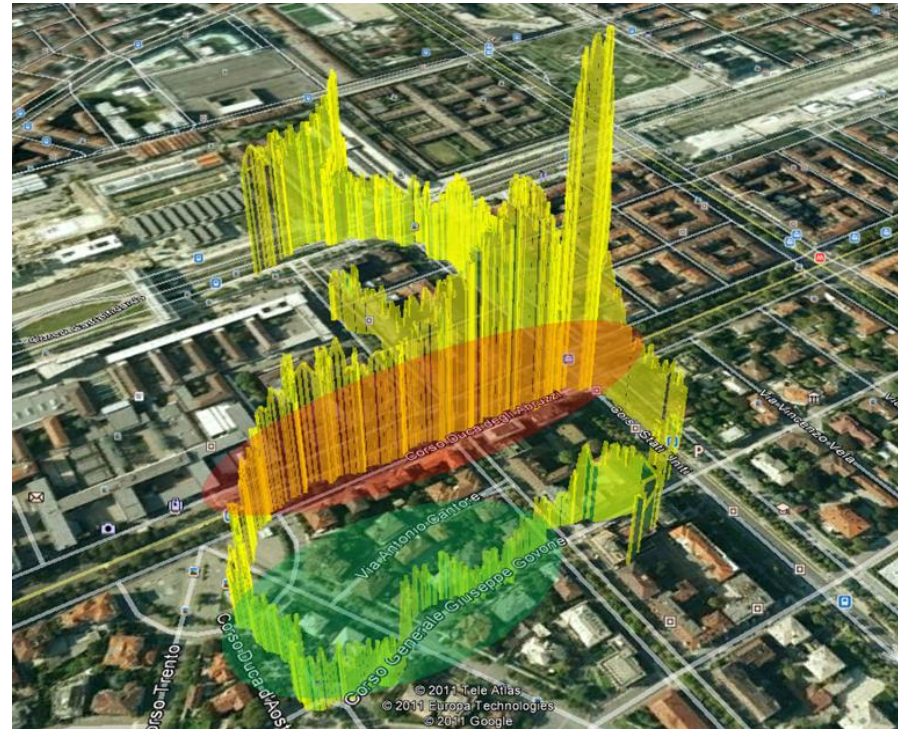 Corso Duca degli Abruzzi
Corso Stati Uniti
Via Vincenzo Vela
P
Via Antonio Cantore
Corso Generale Giuseppe Govone
Corso Duca d'Aosta
Corso Trento
© 2011 Tele Atlas
© 2011 Europa Technologies
© 2011 Google